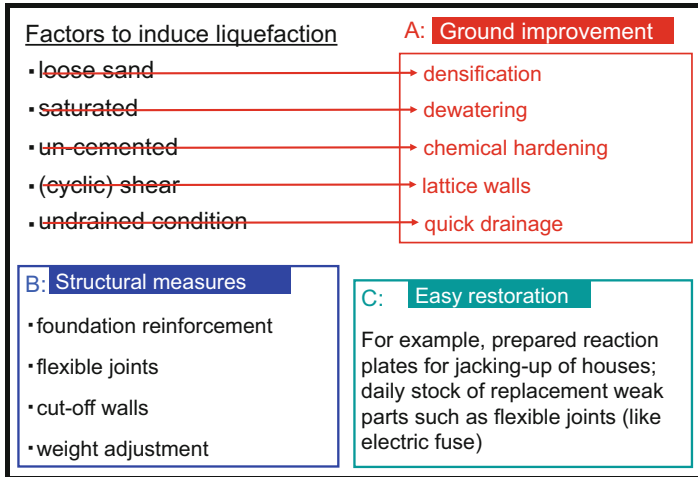 Factors to induce liquefaction
▪ loose sand
▪ saturated
▪ un-cemented
▪ (cyclic) shear
▪ undrained condition
A: Ground improvement
densification
dewatering
chemical hardening
lattice walls
quick drainage
B: Structural measures
▪ foundation reinforcement
▪ flexible joints
▪ cut-off walls
▪ weight adjustment
C: Easy restoration
For example, prepared reaction
plates for jacking-up of houses;
daily stock of replacement weak
parts such as flexible joints (like
electric fuse)